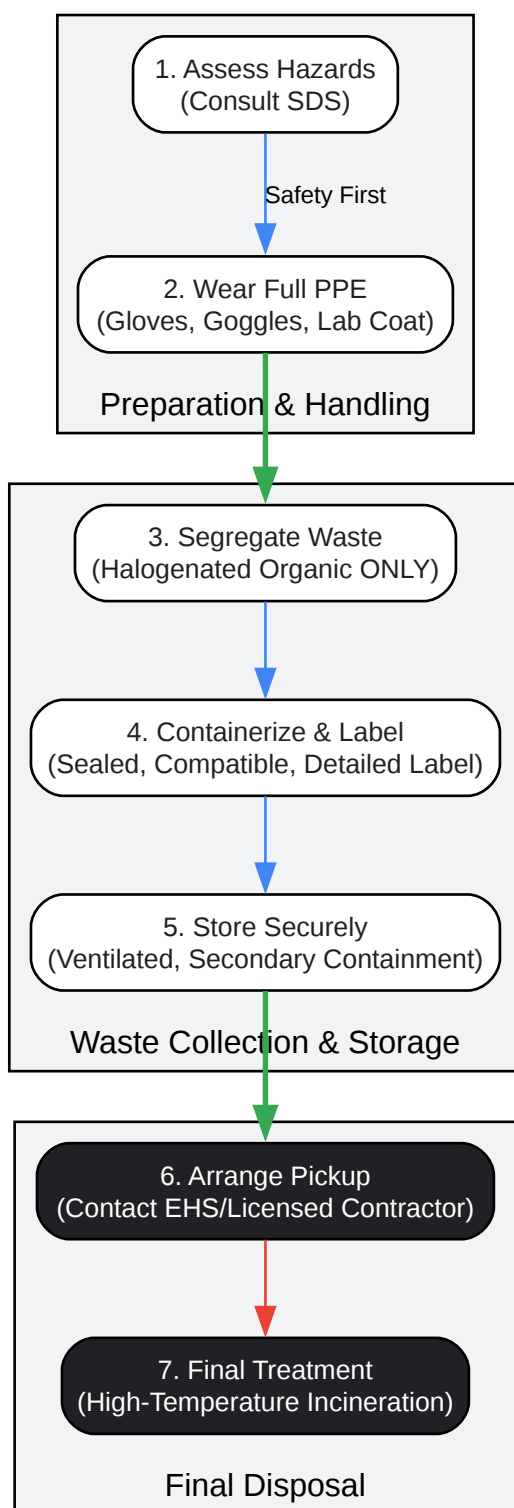 1. Assess Hazards
(Consult SDS)
Safety First
2. Wear Full PPE
(Gloves, Goggles, Lab Coat)
Preparation & Handling
3. Segregate Waste
(Halogenated Organic ONLY)
4. Containerize & Label
(Sealed, Compatible, Detailed Label)
5. Store Securely
(Ventilated, Secondary Containment)
Waste Collection & Storage
6. Arrange Pickup
(Contact EHS/Licensed Contractor)
7. Final Treatment
(High-Temperature Incineration)
Final Disposal